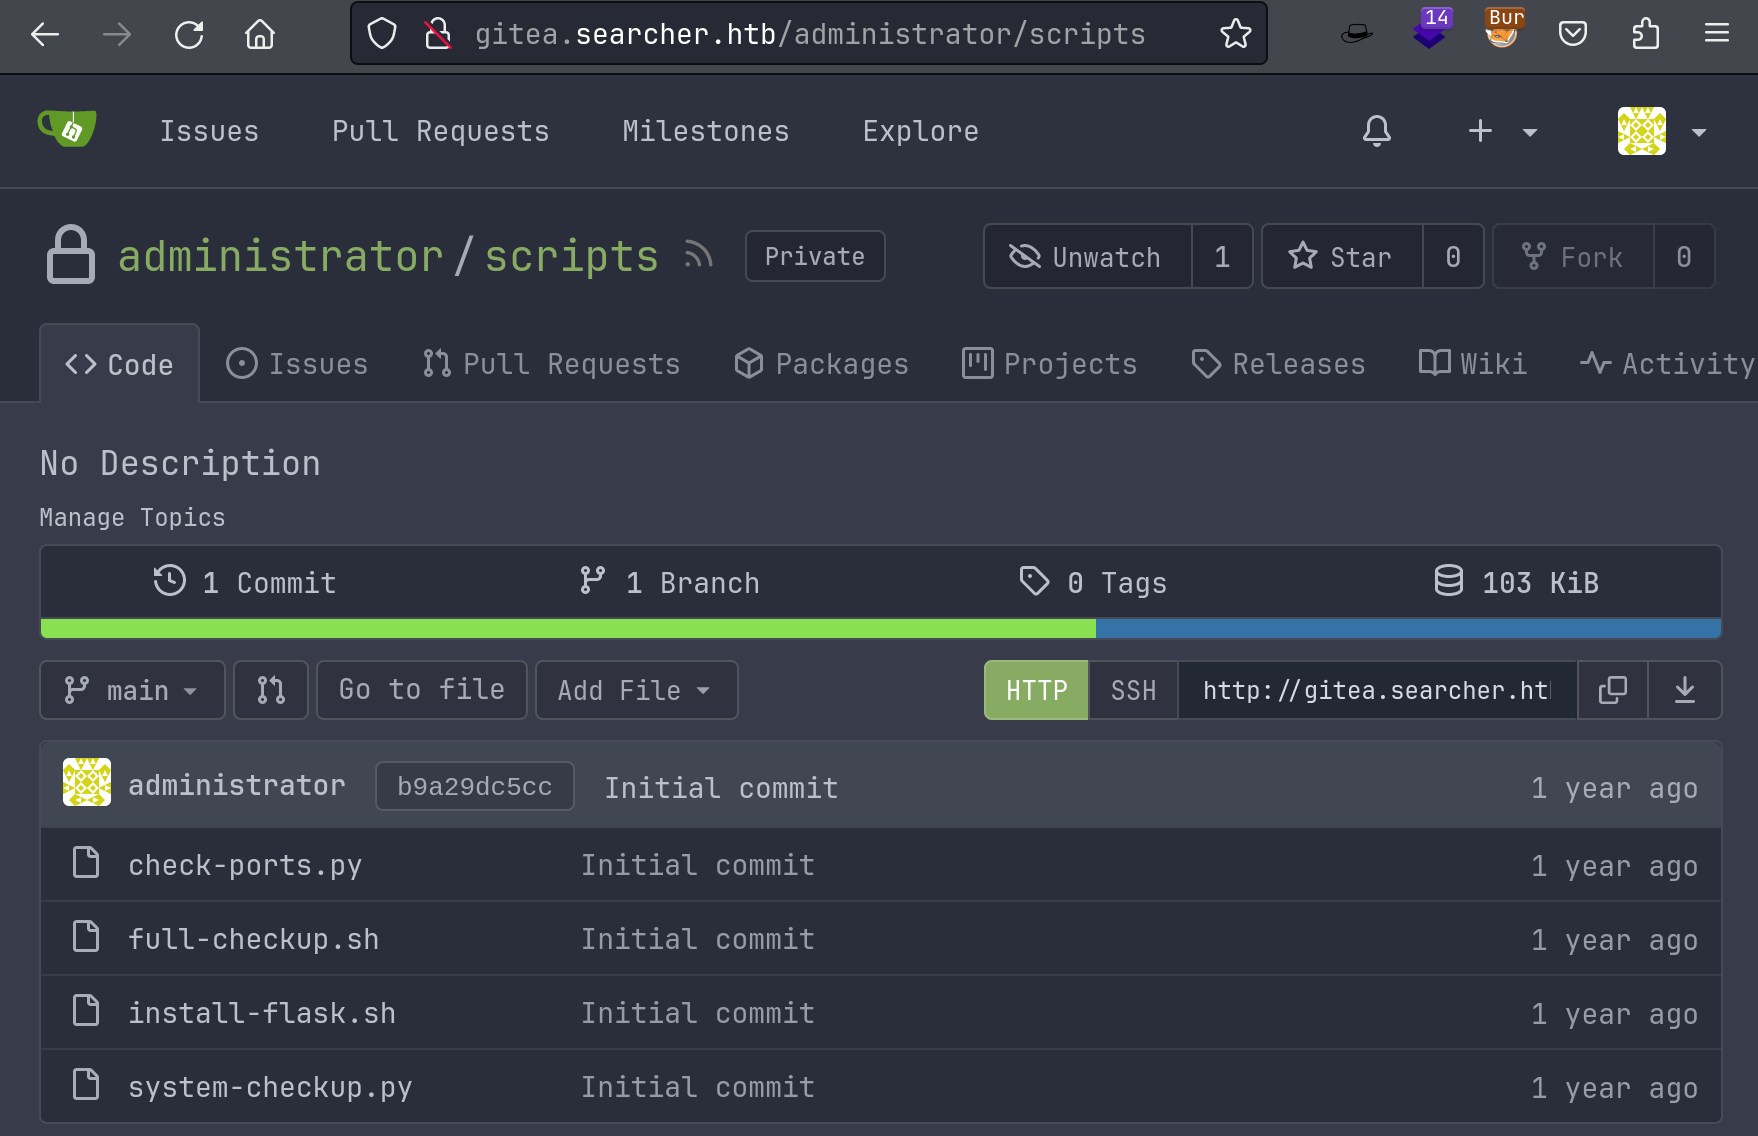 gitea.searcher.htb/administrator/scripts
14
Bur
Issues Pull Requests Milestones Explore
administrator/scripts Private Unwatch 1 Star 0 Fork 0
Code Issues Pull Requests Packages Projects Releases Wiki Activity
No Description
Manage Topics
1 Commit 1 Branch 0 Tags 103 KiB
main Go to file Add File HTTP SSH http://gitea.searcher.ht
administrator b9a29dc5cc Initial commit 1 year ago
check-ports.py Initial commit 1 year ago
full-checkup.sh Initial commit 1 year ago
install-flask.sh Initial commit 1 year ago
system-checkup.py Initial commit 1 year ago